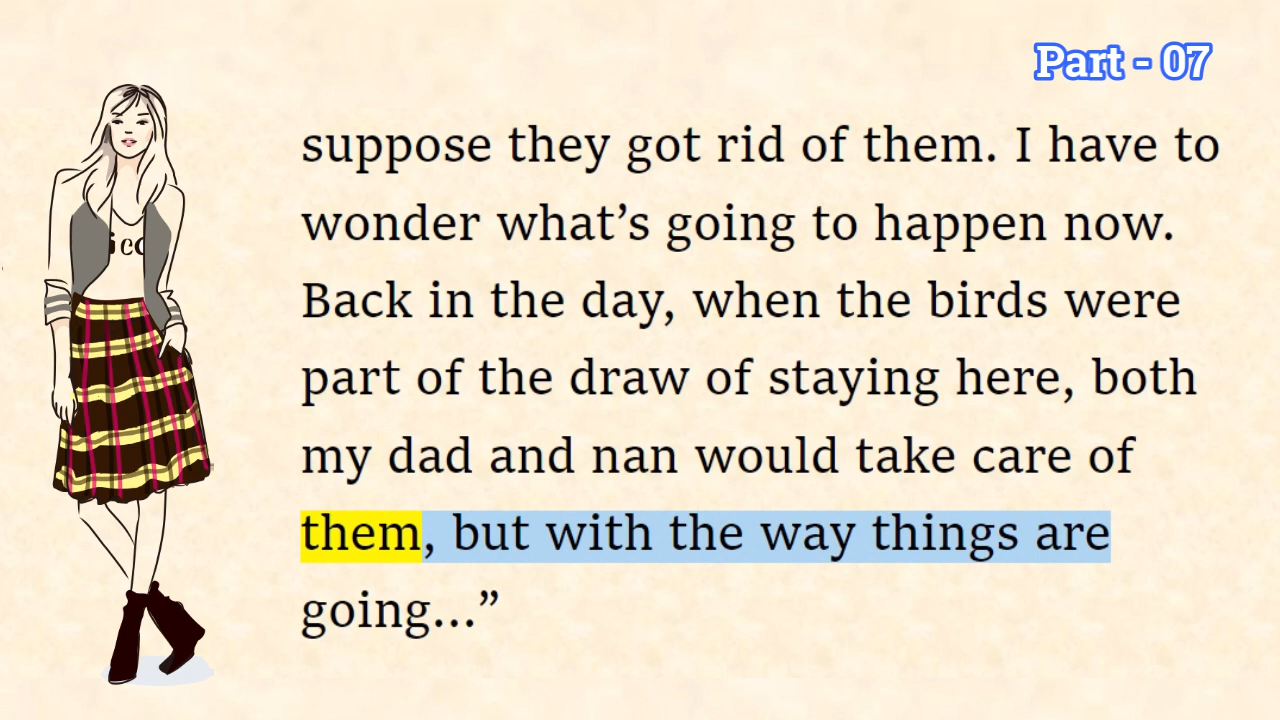 Part - 07
suppose they got rid of them. I have to
wonder what’s going to happen now.
Back in the day, when the birds were
part of the draw of staying here, both
my dad and nan would take care of
them, but with the way things are
going…”